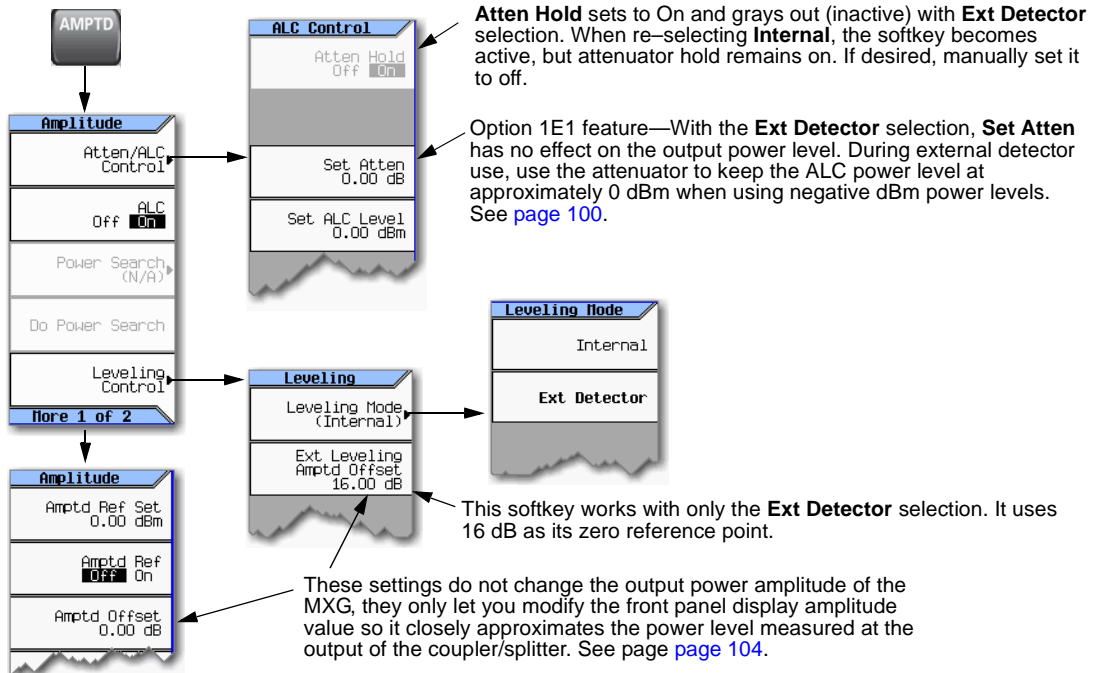 AMPTD
Amplitude
Atten/ALC
Control
ALC
Off On
Power Search
(N/A)
Do Power Search
Leveling
Control
More 1 of 2
Amplitude
Amptd Ref Set
0.00 dBm
Amptd Ref
Off On
Amptd Offset
0.00 dB
ALC Control
Atten Hold
Off On
Set Atten
0.00 dB
Set ALC Level
0.00 dBm
Atten Hold sets to On and grays out (inactive) with Ext Detector
selection. When re–selecting Internal, the softkey becomes
active, but attenuator hold remains on. If desired, manually set it
to off.
Option 1E1 feature—With the Ext Detector selection, Set Atten
has no effect on the output power level. During external detector
use, use the attenuator to keep the ALC power level at
approximately 0 dBm when using negative dBm power levels.
See page 100.
Leveling
Leveling Mode
(Internal)
Ext Leveling
Amptd Offset
16.00 dB
Leveling Mode
Internal
Ext Detector
This softkey works with only the Ext Detector selection. It uses
16 dB as its zero reference point.
These settings do not change the output power amplitude of the
MXG, they only let you modify the front panel display amplitude
value so it closely approximates the power level measured at the
output of the coupler/splitter. See page page 104.